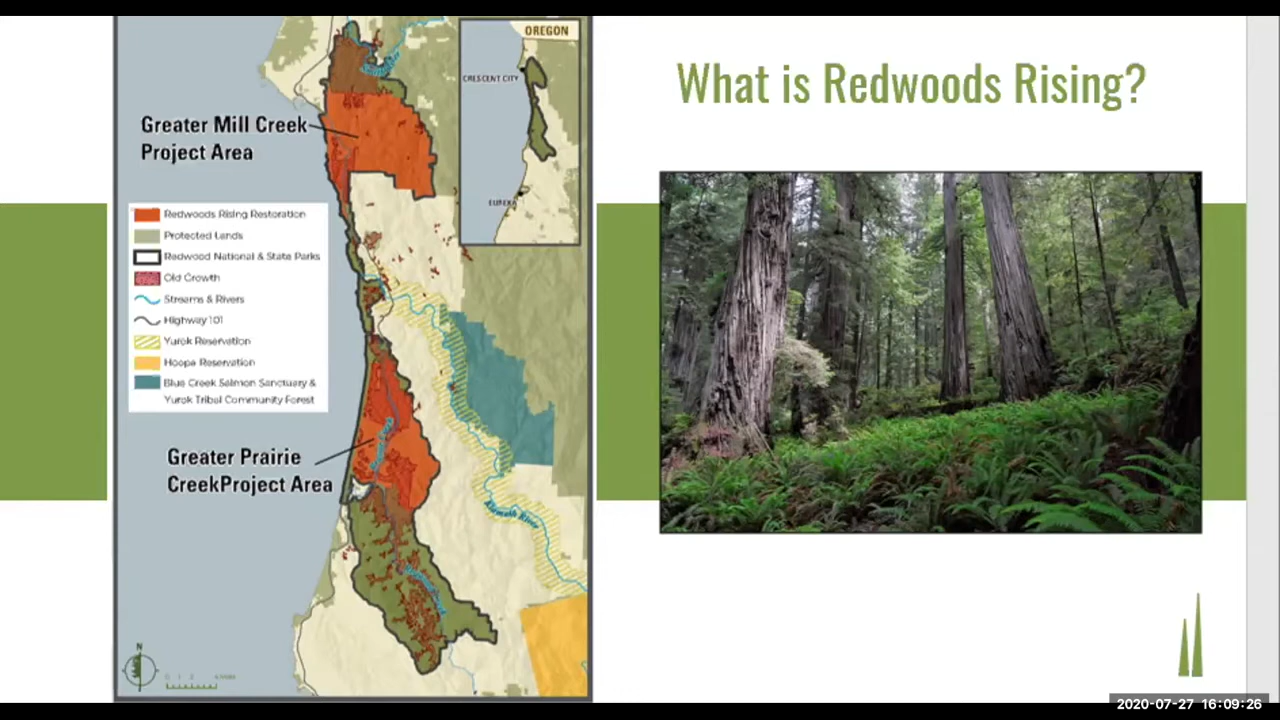 What is Redwoods Rising?
OREGON
CRESCENT CITY
EUREKA
Greater Mill Creek
Project Area
Redwoods Rising Restoration
Protected Lands
Redwood National & State Parks
Old Growth
Streams & Rivers
Highway 101
Yurok Reservation
Hoopa Reservation
Blue Creek Salmon Sanctuary &
Yurok Tribal Community Forest
Greater Prairie
CreekProject Area
Klamath River
N
2020-07-27 16:09:26